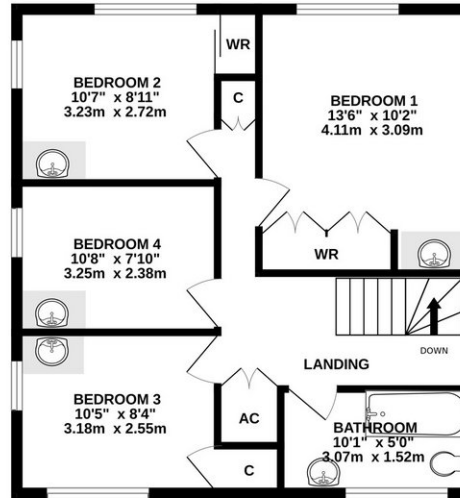 WR
BEDROOM 2
10'7" x 8'11"
3.23m x 2.72m
C
BEDROOM 1
13'6" x 10'2"
4.11m x 3.09m
BEDROOM 4
10'8" x 7'10"
3.25m x 2.38m
WR
DOWN
LANDING
BEDROOM 3
10'5" x 8'4"
3.18m x 2.55m
AC
BATHROOM
10'1" x 5'0"
3.07m x 1.52m
C